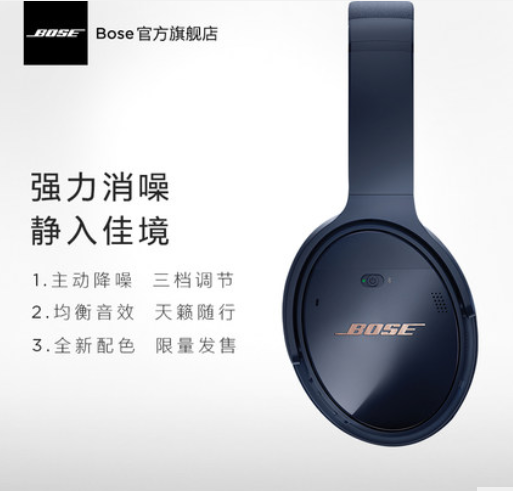 BOSE Bose官方旗舰店
强力消噪
静入佳境
1.主动降噪 三档调节
2.均衡音效 天籁随行
3.全新配色 限量发售
BOSE